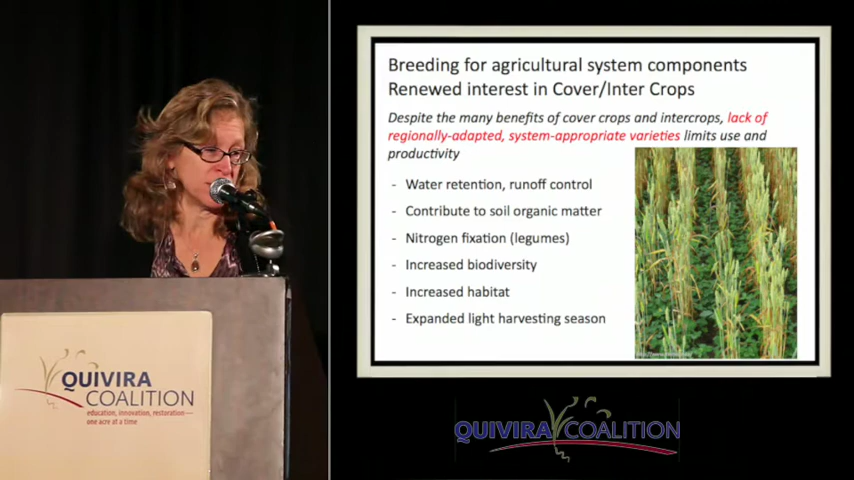 Breeding for agricultural system components
Renewed interest in Cover/Inter Crops
Despite the many benefits of cover crops and intercrops, lack of
regionally-adapted, system-appropriate varieties limits use and
productivity
- Water retention, runoff control
- Contribute to soil organic matter
- Nitrogen fixation (legumes)
- Increased biodiversity
- Increased habitat
- Expanded light harvesting season
QUIVIRA
COALITION
education, innovation, restoration—
one acre at a time
QUIVIRA COALITION